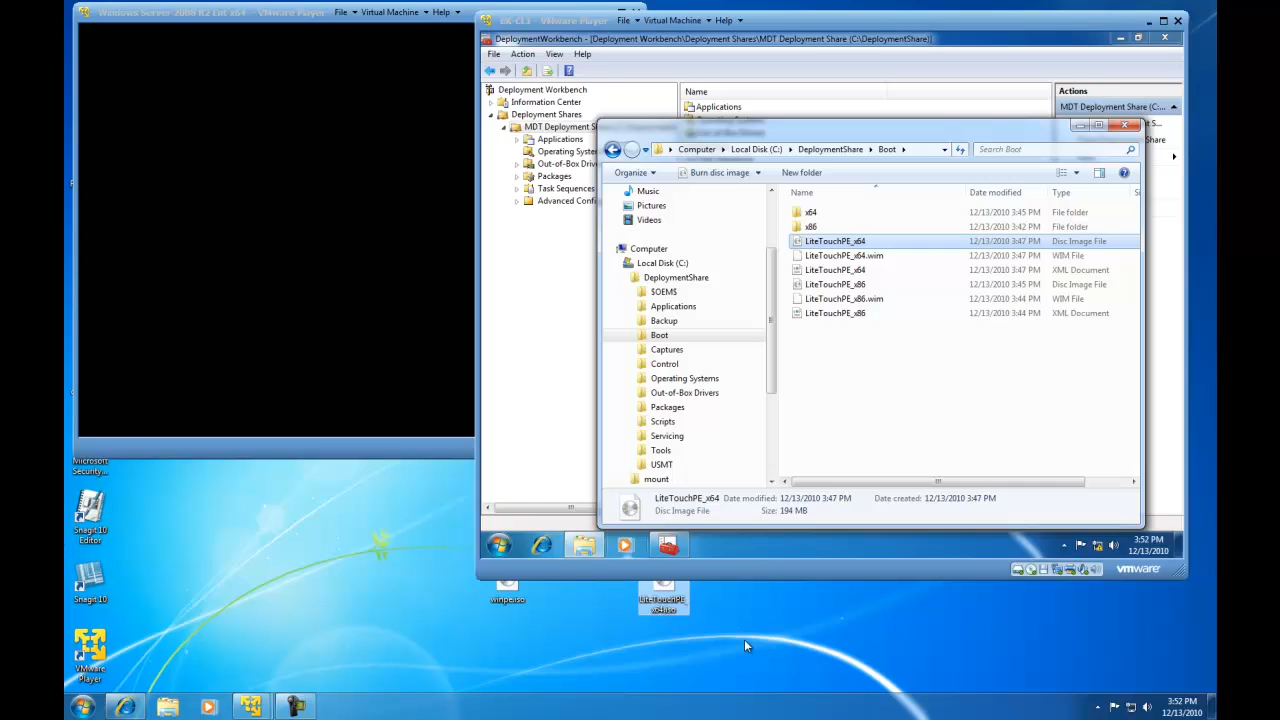 Windows Server 2008 R2 Ent x64 - VMware Player File Virtual Machine Help
VMware Player File Virtual Machine Help
DeploymentWorkbench - [Deployment Workbench\Deployment Shares\MDT Deployment Share (C:\DeploymentShare)]
File Action View Help
Deployment Workbench
Information Center
Deployment Shares
MDT Deployment S
Applications
Operating Syste
Out-of-Box Drive
Packages
Task Sequences
Advanced Confi
Name
Applications
Actions
MDT Deployment Share (C:...
Computer Local Disk (C:) DeploymentShare Boot
Search Boot
Organize Burn disc image New folder
Music
Pictures
Videos
Computer
Local Disk (C:)
DeploymentShare
$OEM$
Applications
Backup
Boot
Captures
Control
Operating Systems
Out-of-Box Drivers
Packages
Scripts
Servicing
Tools
USMT
mount
Name Date modified Type
x64 12/13/2010 3:45 PM File folder
x86 12/13/2010 3:42 PM File folder
LiteTouchPE_x64 12/13/2010 3:47 PM Disc Image File
LiteTouchPE_x64.wim 12/13/2010 3:47 PM WIM File
LiteTouchPE_x64 12/13/2010 3:47 PM XML Document
LiteTouchPE_x86 12/13/2010 3:45 PM Disc Image File
LiteTouchPE_x86.wim 12/13/2010 3:44 PM WIM File
LiteTouchPE_x86 12/13/2010 3:44 PM XML Document
LiteTouchPE_x64 Date modified: 12/13/2010 3:47 PM Date created: 12/13/2010 3:47 PM
Disc Image File Size: 194 MB
3:52 PM
12/13/2010
vmware
Microsoft
Security...
Snagit 10
Editor
Snagit 10
VMware
Player
winpe.iso
LiteTouchPE_
x64.iso
3:52 PM
12/13/2010